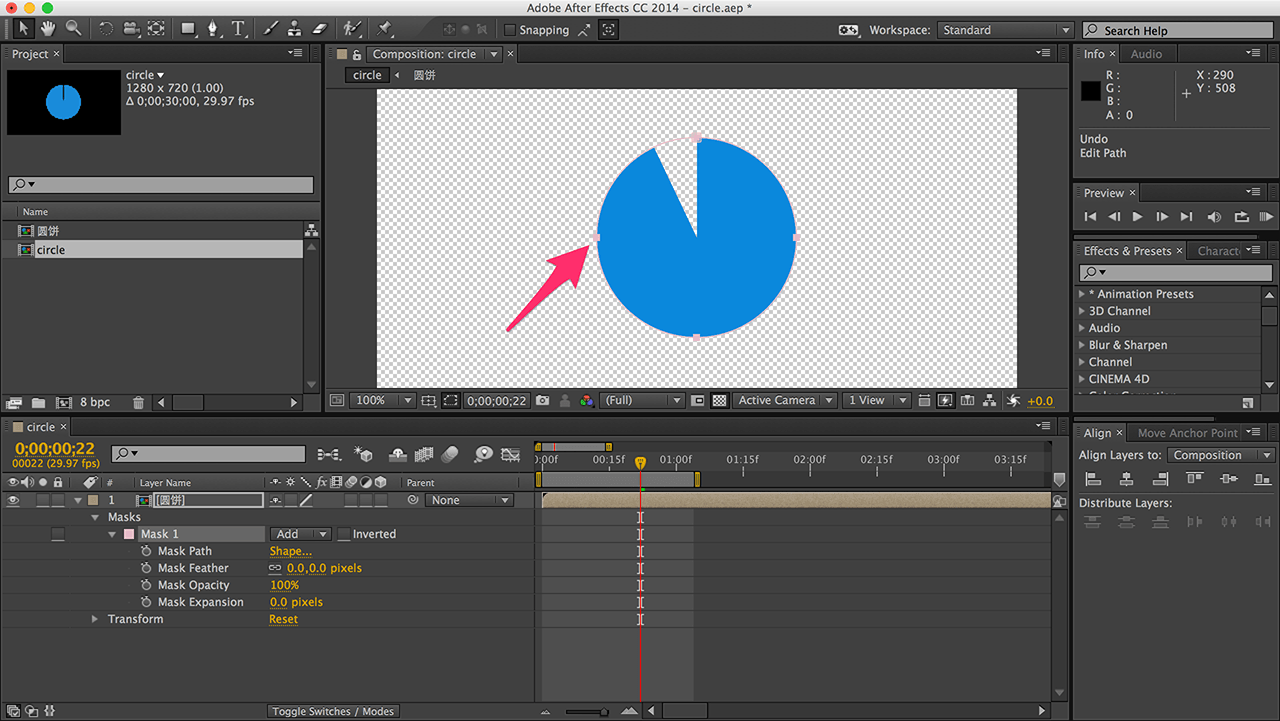 Adobe After Effects CC 2014 – circle.aep *
Snapping
Workspace: Standard
Search Help
Project ×
circle
1280 x 720 (1.00)
Δ 0;00;30;00, 29.97 fps
Name
圆饼
circle
8 bpc
Composition: circle ×
circle 圆饼
100%
0;00;00;22
(Full)
Active Camera
1 View
+0.0
Info × Audio
R :
G :
B :
A : 0
X : 290
Y : 508
Undo
Edit Path
Preview ×
Effects & Presets × Charact
* Animation Presets
3D Channel
Audio
Blur & Sharpen
Channel
CINEMA 4D
Color Correction
circle ×
0;00;00;22
00022 (29.97 fps)
# Layer Name Parent
1 [圆饼] None
Masks
Mask 1 Add Inverted
Mask Path Shape...
Mask Feather 0.0,0.0 pixels
Mask Opacity 100%
Mask Expansion 0.0 pixels
Transform Reset
Toggle Switches / Modes
:00f 00:15f 01:00f 01:15f 02:00f 02:15f 03:00f 03:15f
Align × Move Anchor Point
Align Layers to: Composition
Distribute Layers: